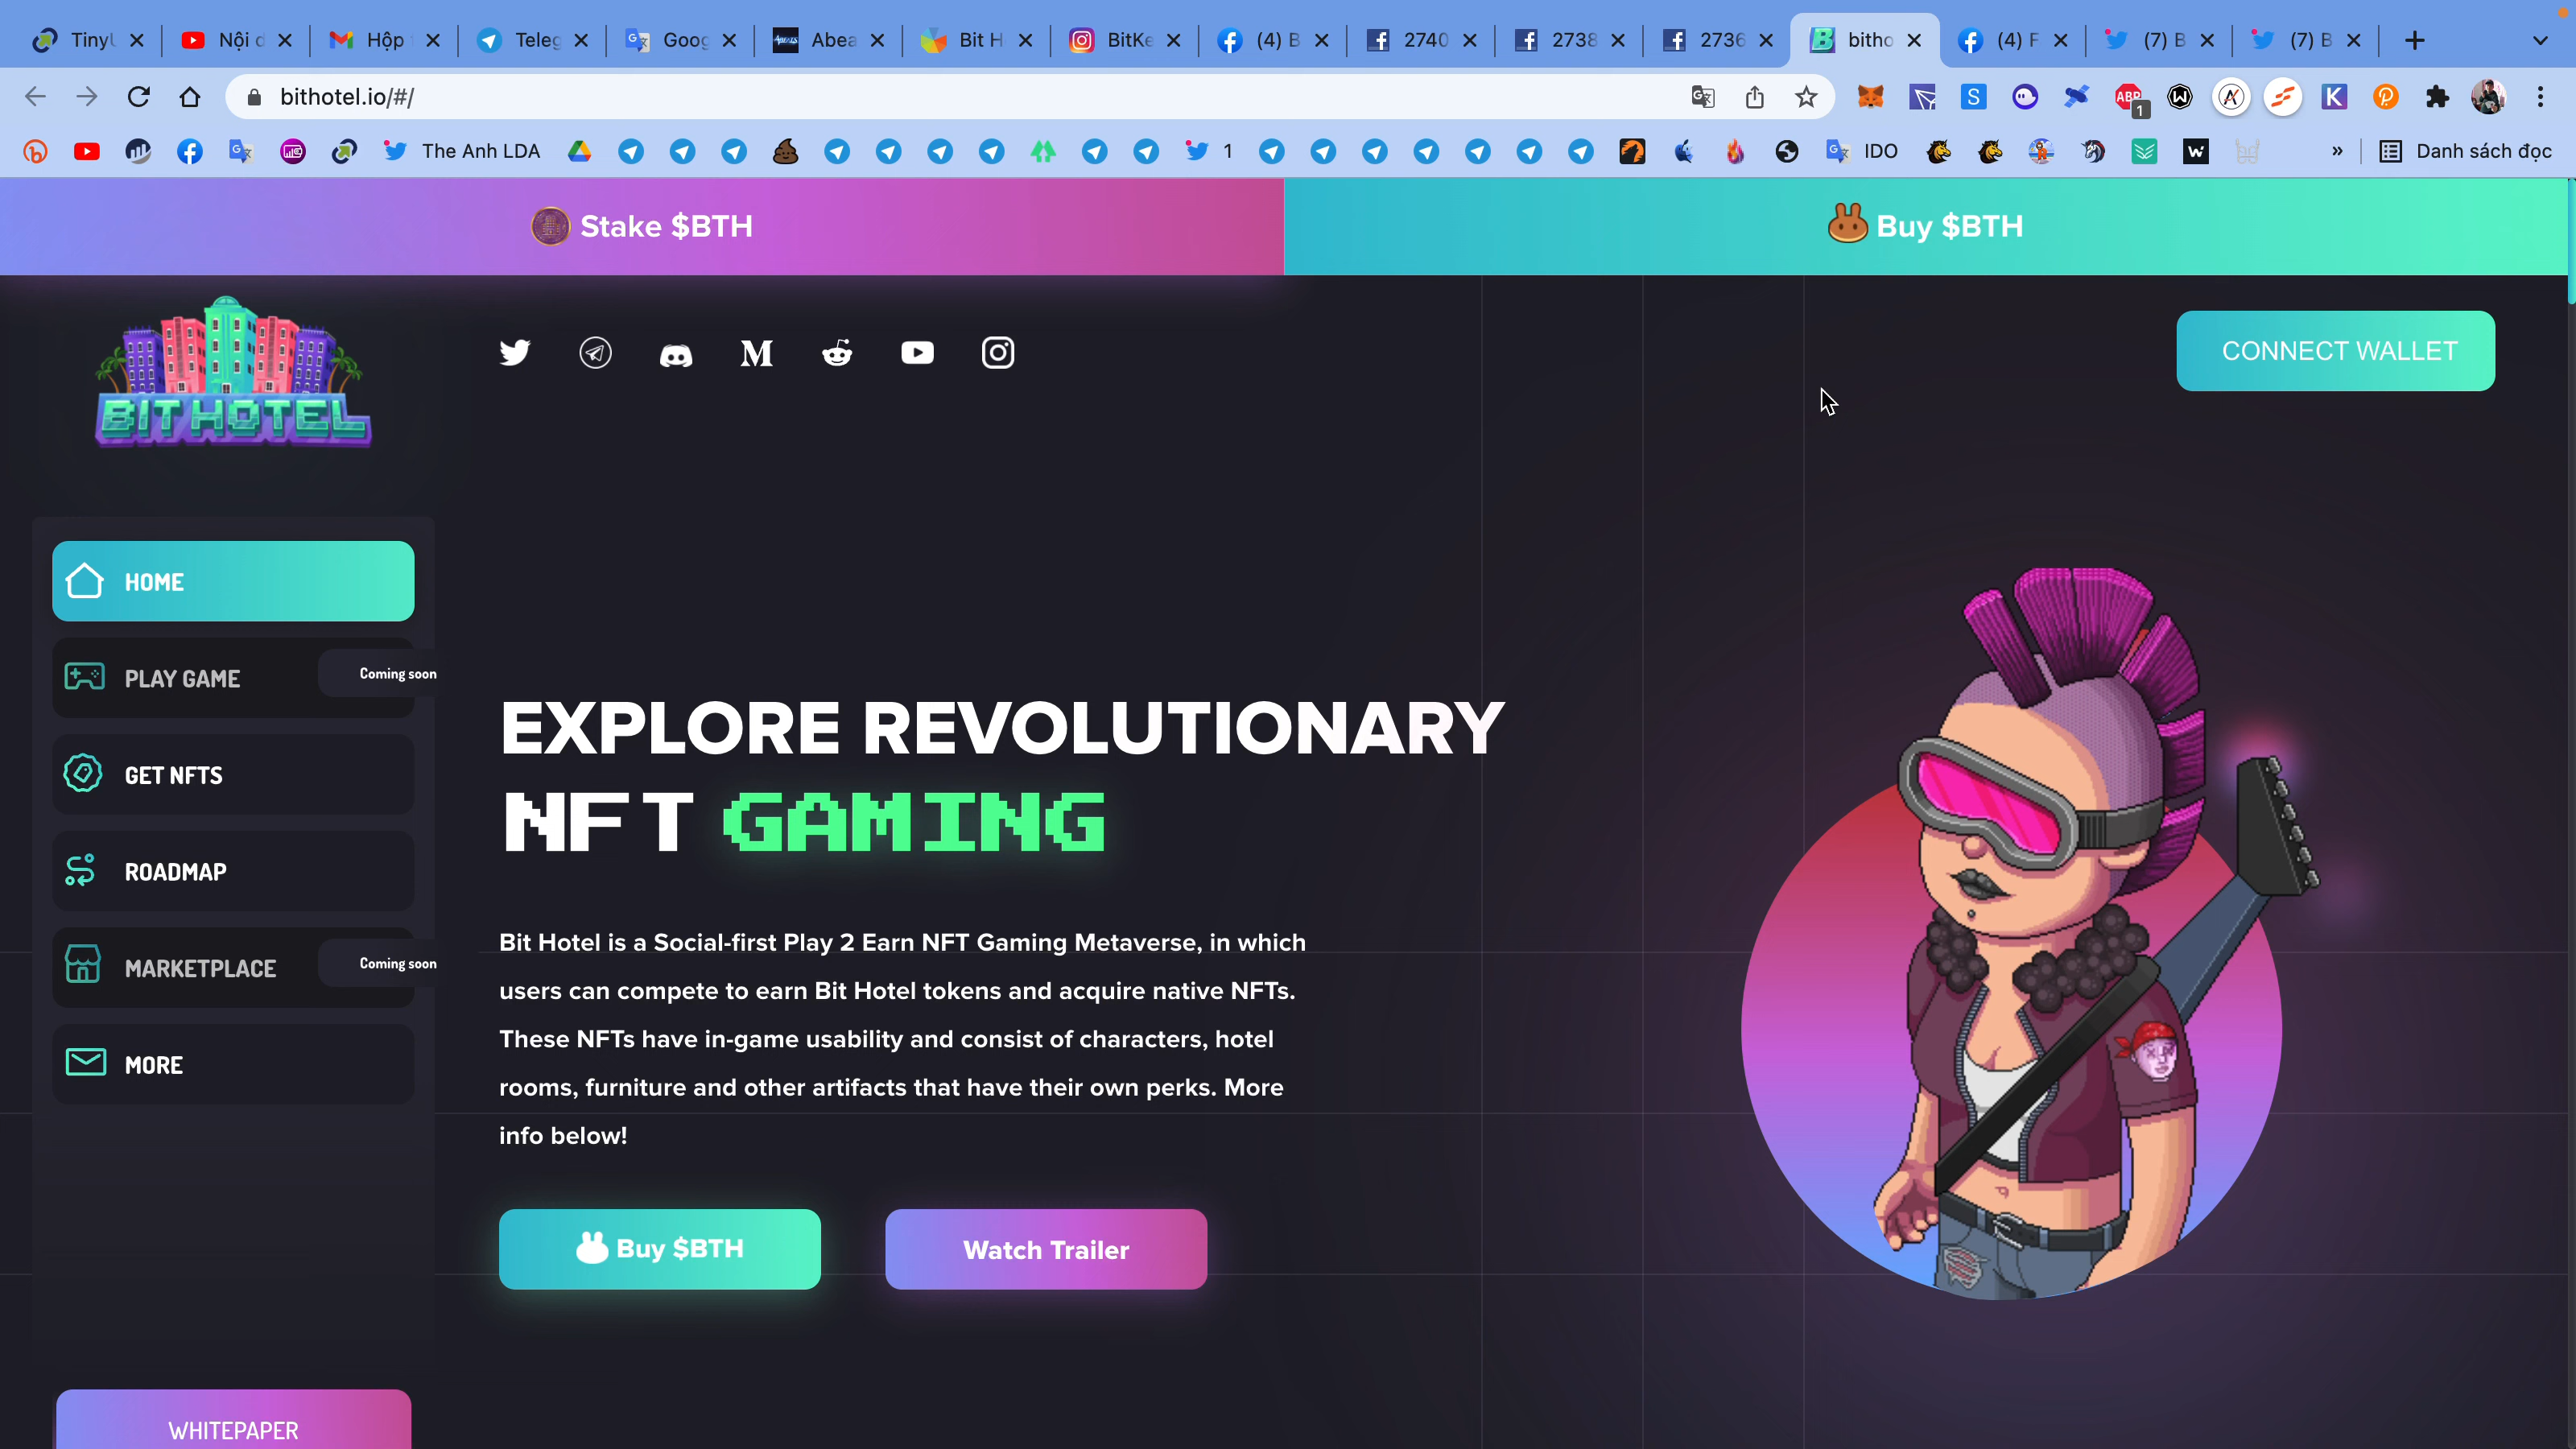 TinyU
Nội d
Hộp
Teleg
Goog
Abea
Bit H
BitKe
(4) B
2740
2738
2736
bitho
(4) F
(7) B
(7) B
bithotel.io/#/
ABP
1
The Anh LDA
1
IDO
»
Danh sách đọc
Stake $BTH
Buy $BTH
BIT HOTEL
CONNECT WALLET
HOME
PLAY GAME
Coming soon
GET NFTS
ROADMAP
MARKETPLACE
Coming soon
MORE
WHITEPAPER
EXPLORE REVOLUTIONARY
NFT GAMING
Bit Hotel is a Social-first Play 2 Earn NFT Gaming Metaverse, in which
users can compete to earn Bit Hotel tokens and acquire native NFTs.
These NFTs have in-game usability and consist of characters, hotel
rooms, furniture and other artifacts that have their own perks. More
info below!
Buy $BTH
Watch Trailer